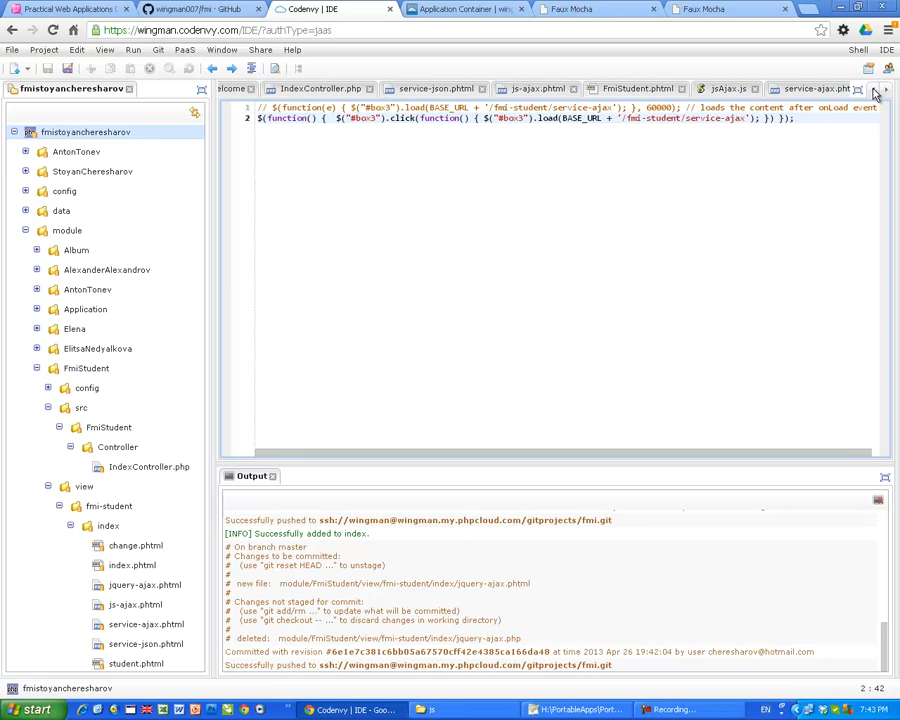 Practical Web Applications (
wingman007/fmi · GitHub
Codenvy | IDE
Application Container | win
Faux Mocha
Faux Mocha
https://wingman.codenvy.com/IDE/?authType=jaas
File Project Edit View Run Git PaaS Window Share Help
Shell IDE
fmistoyancheresharov
elcome
IndexController.php
service-json.phtml
js-ajax.phtml
FmiStudent.phtml
jsAjax.js
service-ajax.pht
fmistoyancheresharov
AntonTonev
StoyanCheresharov
config
data
module
Album
AlexanderAlexandrov
AntonTonev
Application
Elena
ElitsaNedyalkova
FmiStudent
config
src
FmiStudent
Controller
IndexController.php
view
fmi-student
index
change.phtml
index.phtml
jquery-ajax.phtml
js-ajax.phtml
service-ajax.phtml
service-json.phtml
student.phtml
1 // $(function(e) { $("#box3").load(BASE_URL + '/fmi-student/service-ajax'); }, 60000); // loads the content after onLoad event
2 $(function() {  $("#box3").click(function() { $("#box3").load(BASE_URL + '/fmi-student/service-ajax'); }) });
Output
Successfully pushed to ssh://wingman@wingman.my.phpcloud.com/gitprojects/fmi.git
[INFO] Successfully added to index.
# On branch master
# Changes to be committed:
# (use "git reset HEAD ..." to unstage)
#
# new file: module/FmiStudent/view/fmi-student/index/jquery-ajax.phtml
#
# Changes not staged for commit:
# (use "git add/rm ..." to update what will be committed)
# (use "git checkout -- ..." to discard changes in working directory)
#
# deleted: module/FmiStudent/view/fmi-student/index/jquery-ajax.php
Committed with revision #6e1e7c381c6bb05a67570cff42e4385ca166da48 at time 2013 Apr 26 19:42:04 by user cheresharov@hotmail.com
Successfully pushed to ssh://wingman@wingman.my.phpcloud.com/gitprojects/fmi.git
fmistoyancheresharov
2 : 42
start
Codenvy | IDE - Goo...
js
H:\PortableApps\Port...
Recording...
EN
7:43 PM